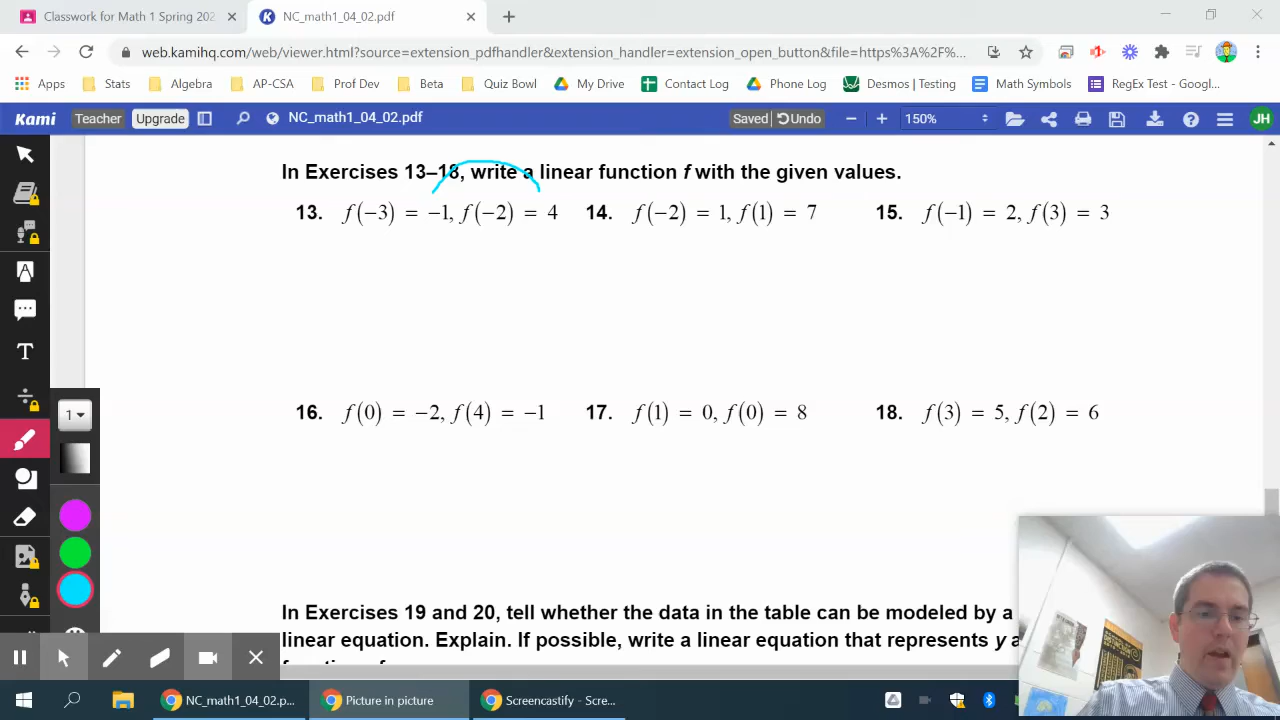 Classwork for Math 1 Spring 202
NC_math1_04_02.pdf
web.kamihq.com/web/viewer.html?source=extension_pdfhandler&extension_handler=extension_open_button&file=https%3A%2F%...
Apps Stats Algebra Prof Dev Beta Quiz Bowl My Drive Contact Log My Drive Desmos | Testing Math Symbols RegEx Test - Googl...
Kami Teacher Upgrade NC_math1_04_02.pdf Saved Undo 150% JH
In Exercises 13–18, write a linear function f with the given values.
13. f(−3) = −1, f(−2) = 4 14. f(−2) = 1, f(1) = 7 15. f(−1) = 2, f(3) = 3
1
16. f(0) = −2, f(4) = −1 17. f(1) = 0, f(0) = 8 18. f(3) = 5, f(2) = 6
In Exercises 19 and 20, tell whether the data in the table can be modeled by a
linear equation. Explain. If possible, write a linear equation that represents y a
NC_math1_04_02.p... Picture in picture Screencastify - Scre...